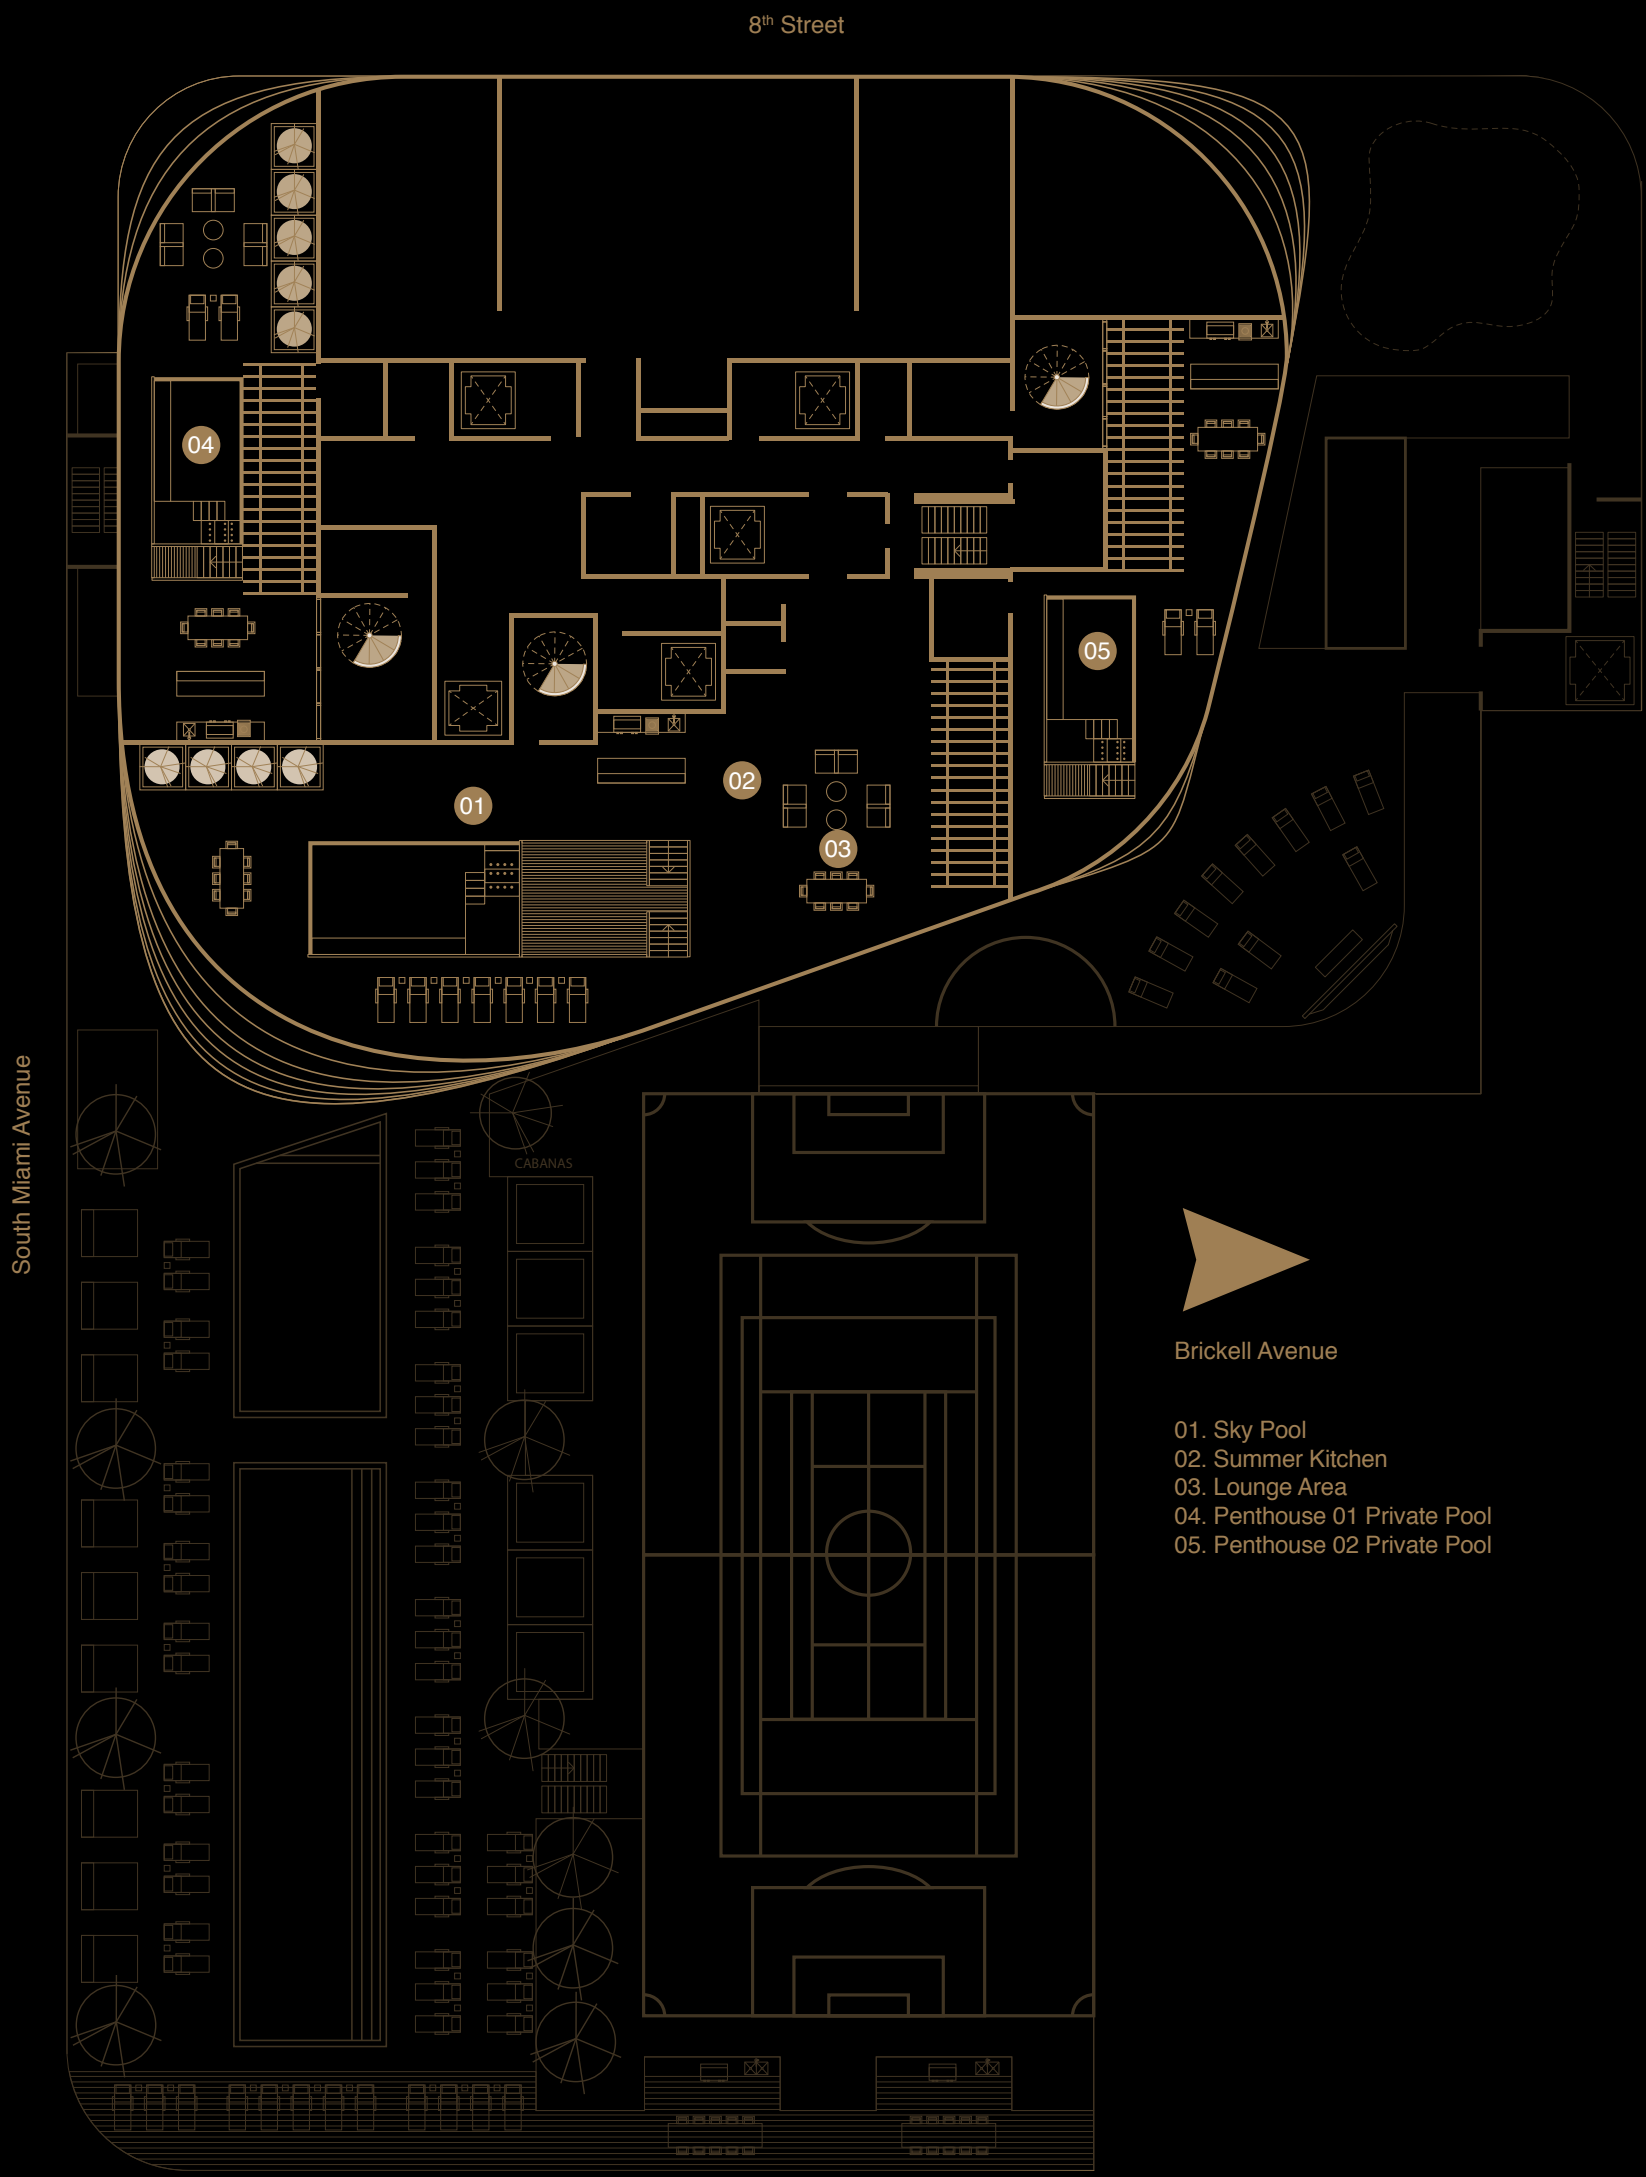 8th Street
04
05
02
01
03
South Miami Avenue
CABANAS
Brickell Avenue
01. Sky Pool
02. Summer Kitchen
03. Lounge Area
04. Penthouse 01 Private Pool
05. Penthouse 02 Private Pool